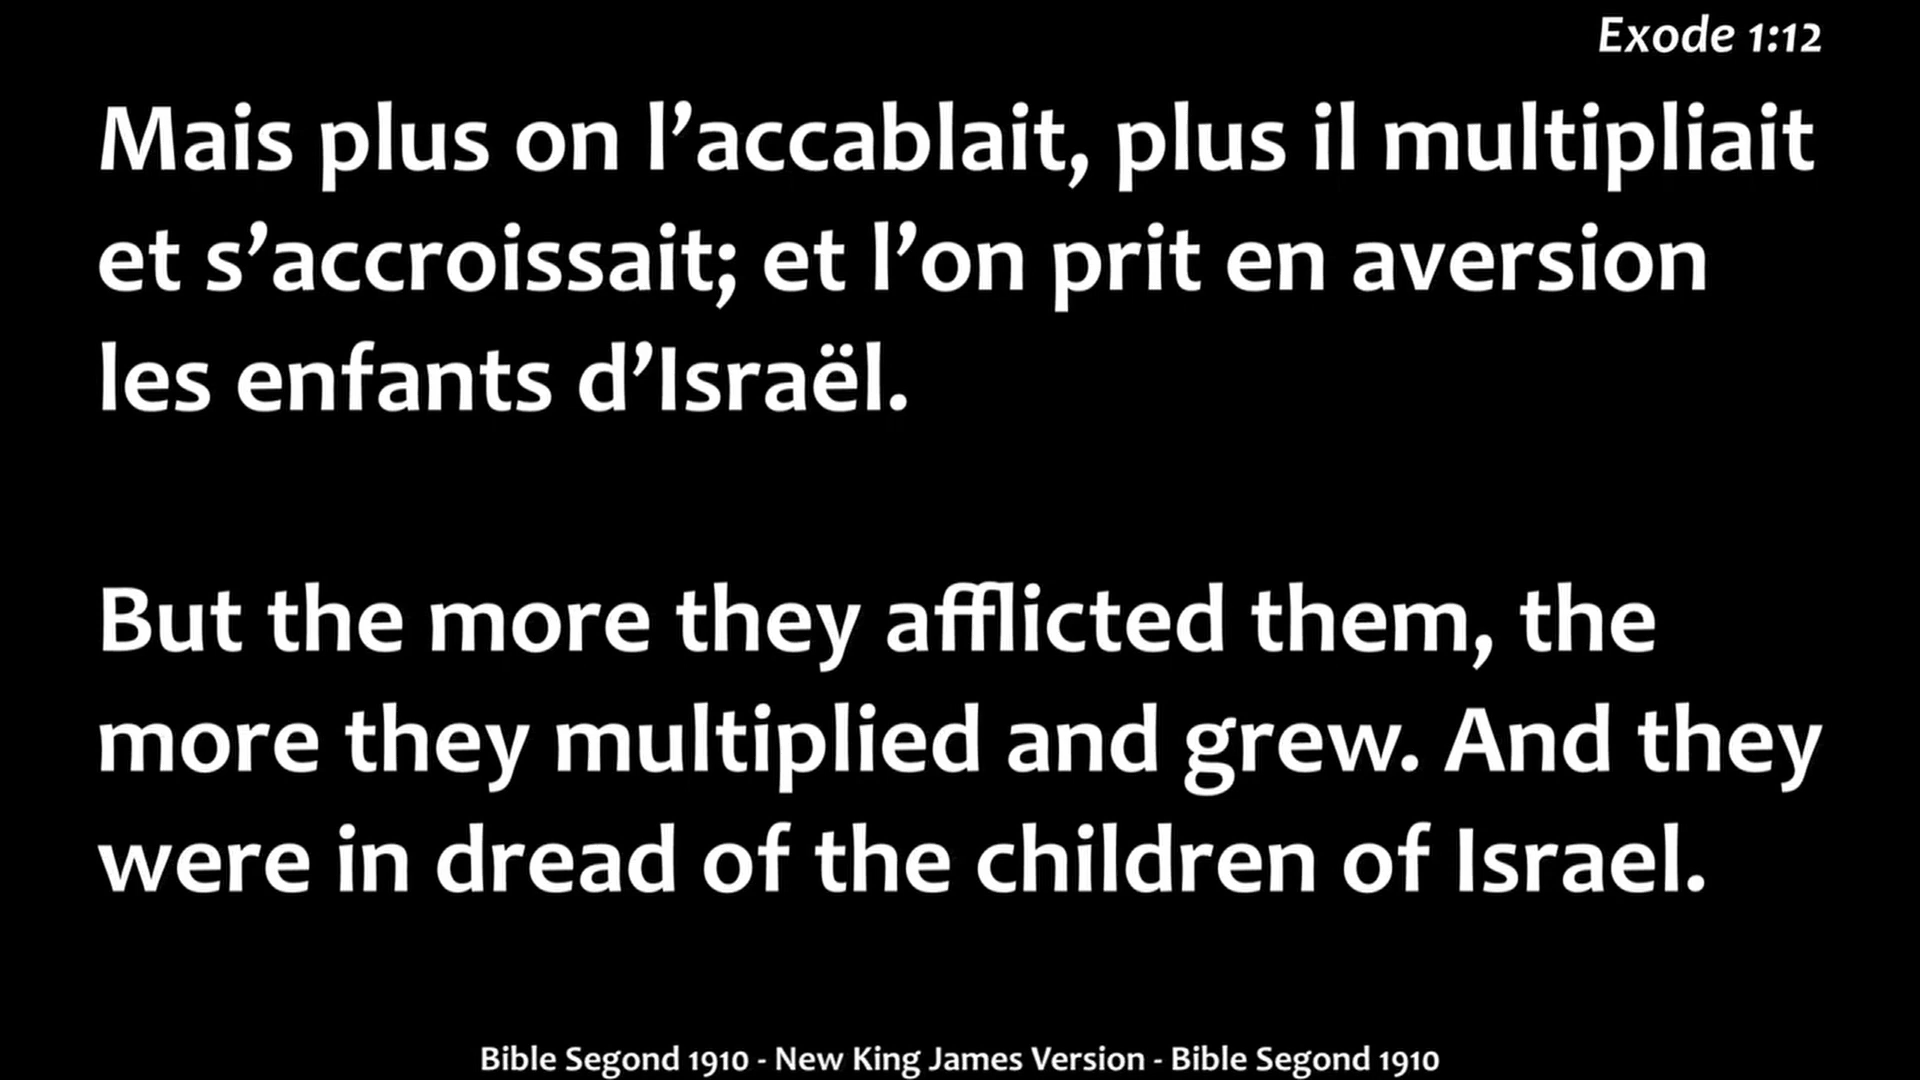 Exode 1:12
Mais plus on l’accablait, plus il multipliait
et s’accroissait; et l’on prit en aversion
les enfants d’Israël.
But the more they afflicted them, the
more they multiplied and grew. And they
were in dread of the children of Israel.
Bible Segond 1910 - New King James Version - Bible Segond 1910